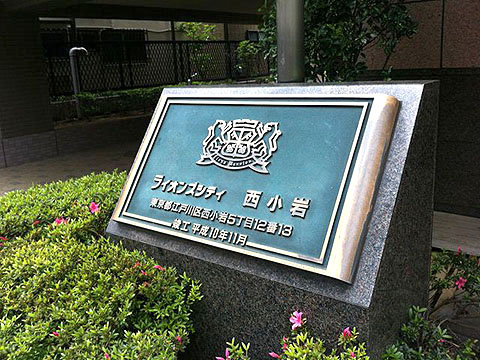 Lions Mansion
ライオンズシティ 西小岩
東京都江戸川区西小岩5丁目12番13
竣工 平成10年11月